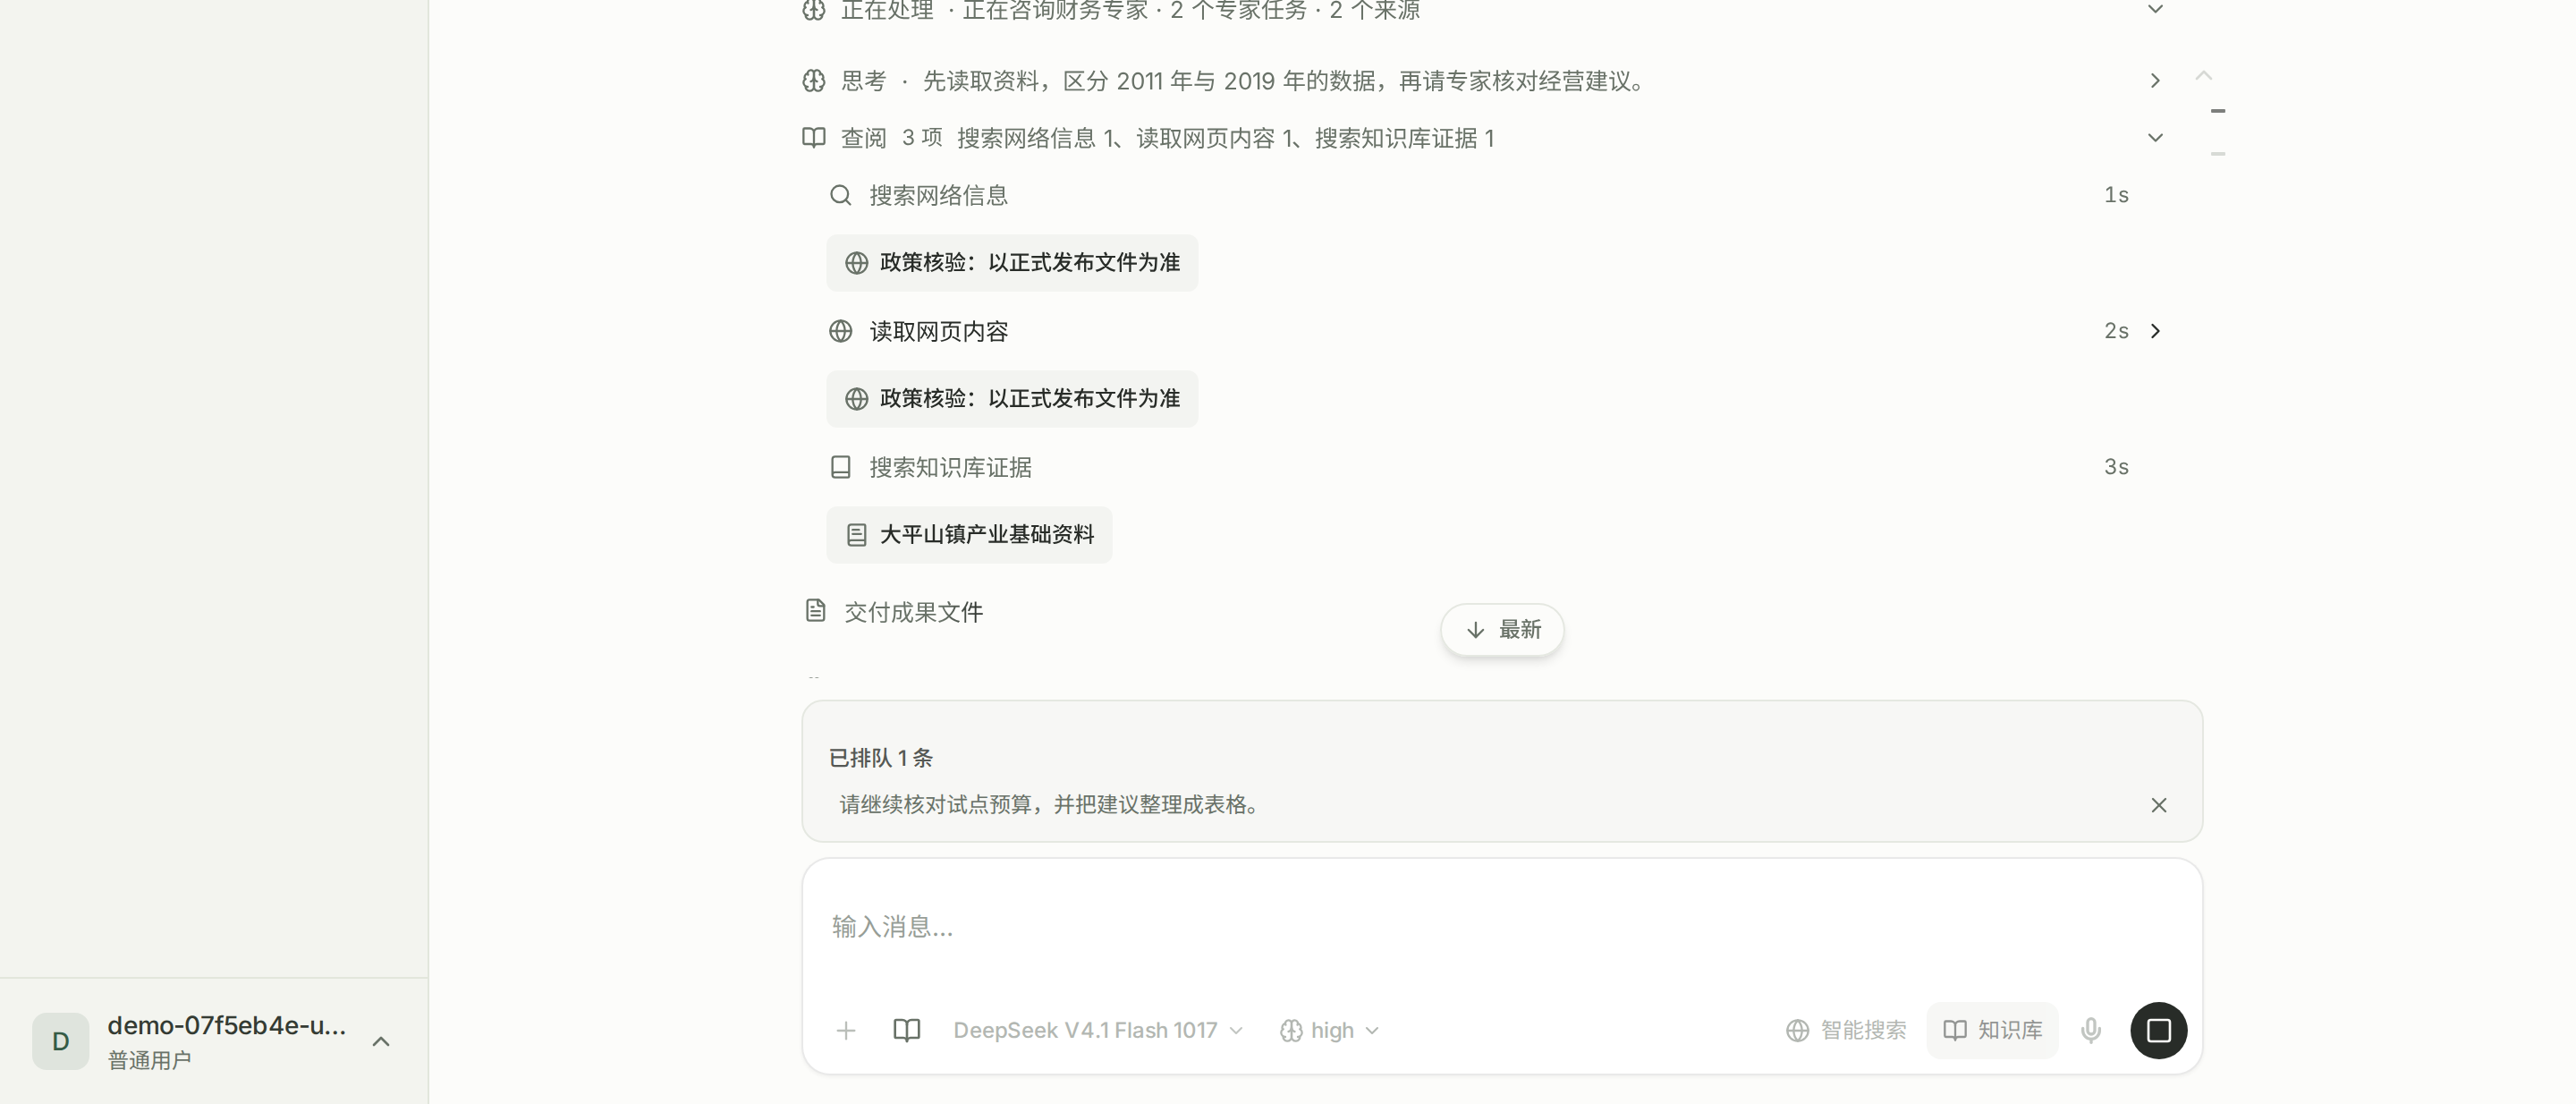 正在处理 · 正在咨询财务专家 · 2 个专家任务 · 2 个来源
思考 · 先读取资料，区分 2011 年与 2019 年的数据，再请专家核对经营建议。
查阅 3 项 搜索网络信息 1、读取网页内容 1、搜索知识库证据 1
搜索网络信息 1s
政策核验：以正式发布文件为准
读取网页内容 2s
政策核验：以正式发布文件为准
搜索知识库证据 3s
大平山镇产业基础资料
交付成果文件
最新
已排队 1 条
请继续核对试点预算，并把建议整理成表格。
输入消息...
DeepSeek V4.1 Flash 1017 high 智能搜索 知识库
D
demo-07f5eb4e-u...
普通用户